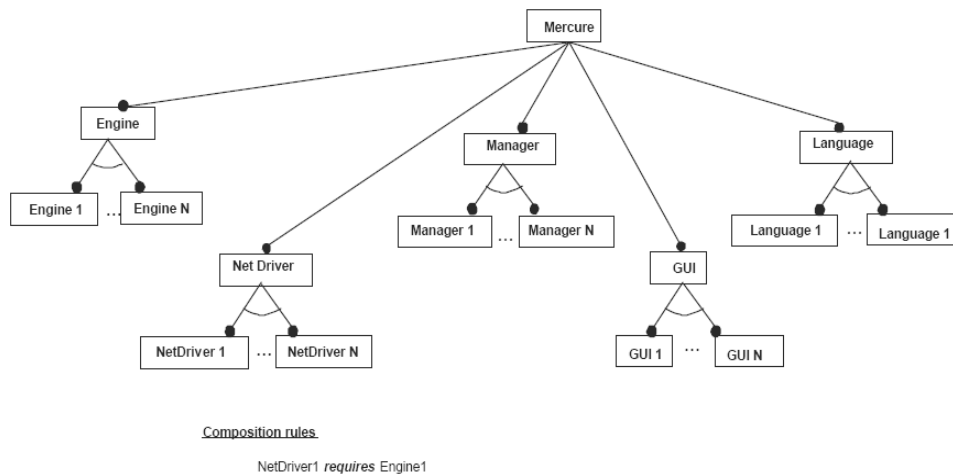 Mercure
Engine
Manager
Language
Engine 1 ... Engine N
Manager 1 ... Manager N
Language 1 ... Language 1
Net Driver
GUI
NetDriver 1 ... NetDriver N
GUI 1 ... GUI N
Composition rules
NetDriver1 requires Engine1